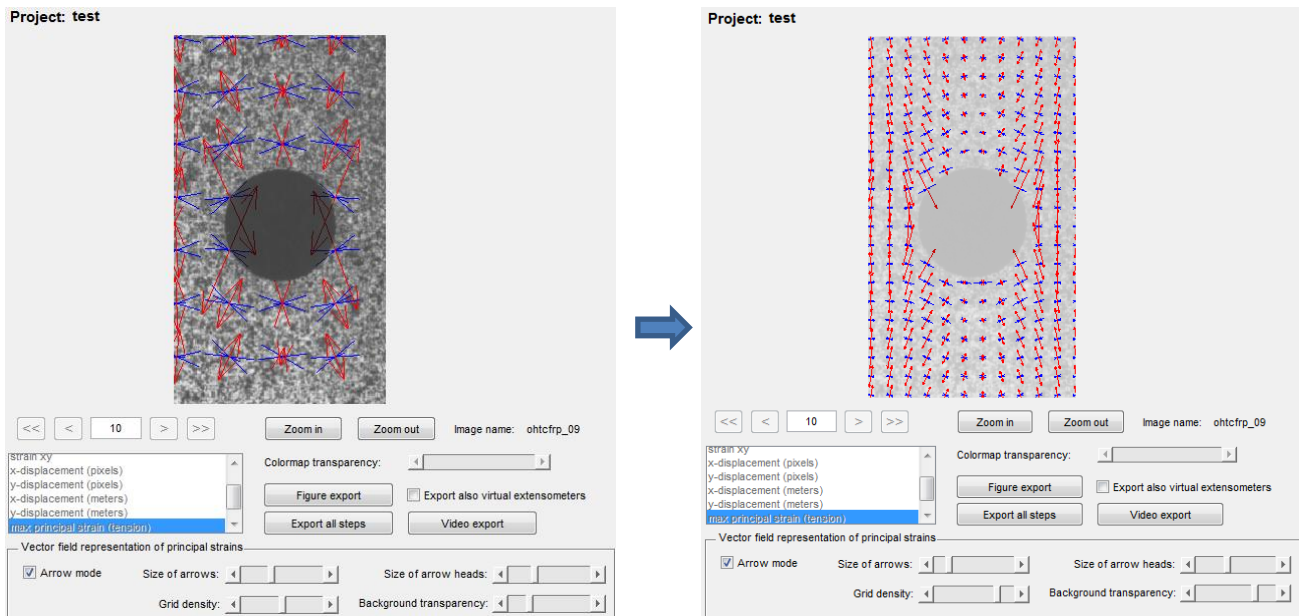 Project: test
<< < 10 > >> Zoom in Zoom out Image name: ohtcfrp_09
strain xy
x-displacement (pixels)
y-displacement (pixels)
x-displacement (meters)
y-displacement (meters)
max principal strain (tension)
Colormap transparency:
Figure export Export also virtual extensometers
Export all steps Video export
Vector field representation of principal strains
Arrow mode Size of arrows: Size of arrow heads:
Grid density: Background transparency:
Project: test
<< < 10 > >> Zoom in Zoom out Image name: ohtcfrp_09
strain xy
x-displacement (pixels)
y-displacement (pixels)
x-displacement (meters)
y-displacement (meters)
max principal strain (tension)
Colormap transparency:
Figure export Export also virtual extensometers
Export all steps Video export
Vector field representation of principal strains
Arrow mode Size of arrows: Size of arrow heads:
Grid density: Background transparency: